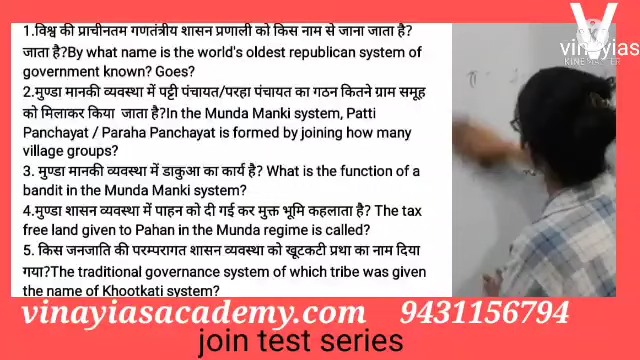 1.विश्व की प्राचीनतम गणतंत्रीय शासन प्रणाली को किस नाम से जाना जाता है?
जाता है?By what name is the world's oldest republican system of
government known? Goes?
2.मुण्डा मानकी व्यवस्था में पट्टी पंचायत/परहा पंचायत का गठन कितने ग्राम समूह
को मिलाकर किया जाता है?In the Munda Manki system, Patti
Panchayat / Paraha Panchayat is formed by joining how many
village groups?
3. मुण्डा मानकी व्यवस्था में डाकुआ का कार्य है? What is the function of a
bandit in the Munda Manki system?
4.मुण्डा शासन व्यवस्था में पाहन को दी गई कर मुक्त भूमि कहलाता है? The tax
free land given to Pahan in the Munda regime is called?
5. किस जनजाति की परम्परागत शासन व्यवस्था को खूटकटी प्रथा का नाम दिया
गया?The traditional governance system of which tribe was given
the name of Khootkati system?
vinayias
KINEMASTER
vinayiasacademy.com 9431156794
join test series